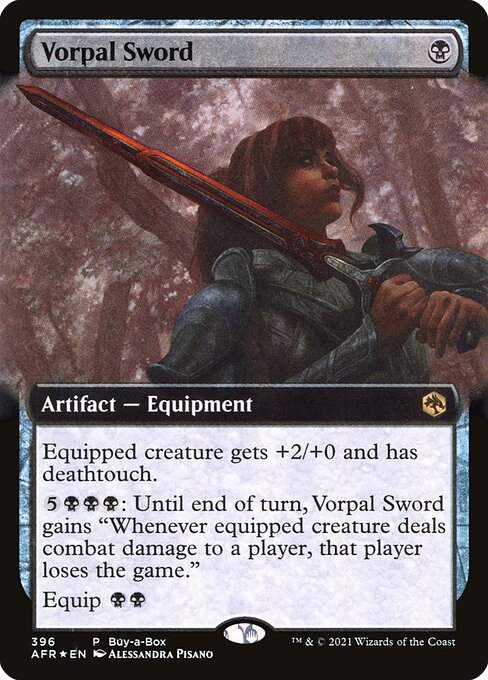 Vorpal Sword
Artifact — Equipment
Equipped creature gets +2/+0 and has
deathtouch.
5: Until end of turn, Vorpal Sword
gains “Whenever equipped creature deals
combat damage to a player, that player
loses the game.”
Equip
396 P Buy-a-Box
AFR★EN Alessandra Pisano
™ & © 2021 Wizards of the Coast